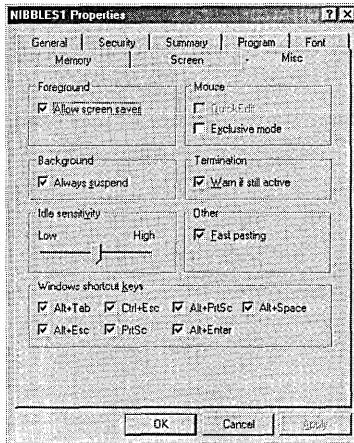 NIBBLES1 Properties
General Security Summary Program Font
Memory Screen Misc
Foreground
Allow screen saver
Mouse
QuickEdit
Exclusive mode
Background
Always suspend
Termination
Warn if still active
Idle sensitivity
Low High
Other
Fast pasting
Windows shortcut keys
Alt+Tab Ctrl+Esc Alt+PrtSc Alt+Space
Alt+Esc PrtSc Alt+Enter
OK Cancel Apply